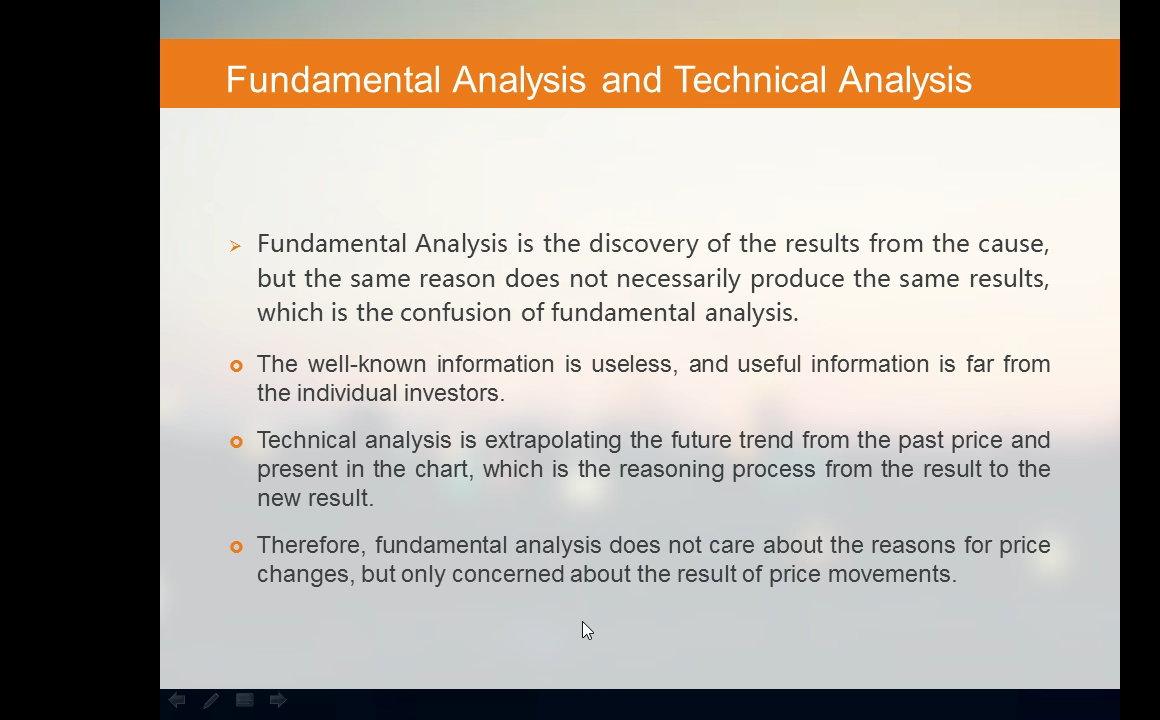 Fundamental Analysis and Technical Analysis
Fundamental Analysis is the discovery of the results from the cause,
but the same reason does not necessarily produce the same results,
which is the confusion of fundamental analysis.
The well-known information is useless, and useful information is far from
the individual investors.
Technical analysis is extrapolating the future trend from the past price and
present in the chart, which is the reasoning process from the result to the
new result.
Therefore, fundamental analysis does not care about the reasons for price
changes, but only concerned about the result of price movements.